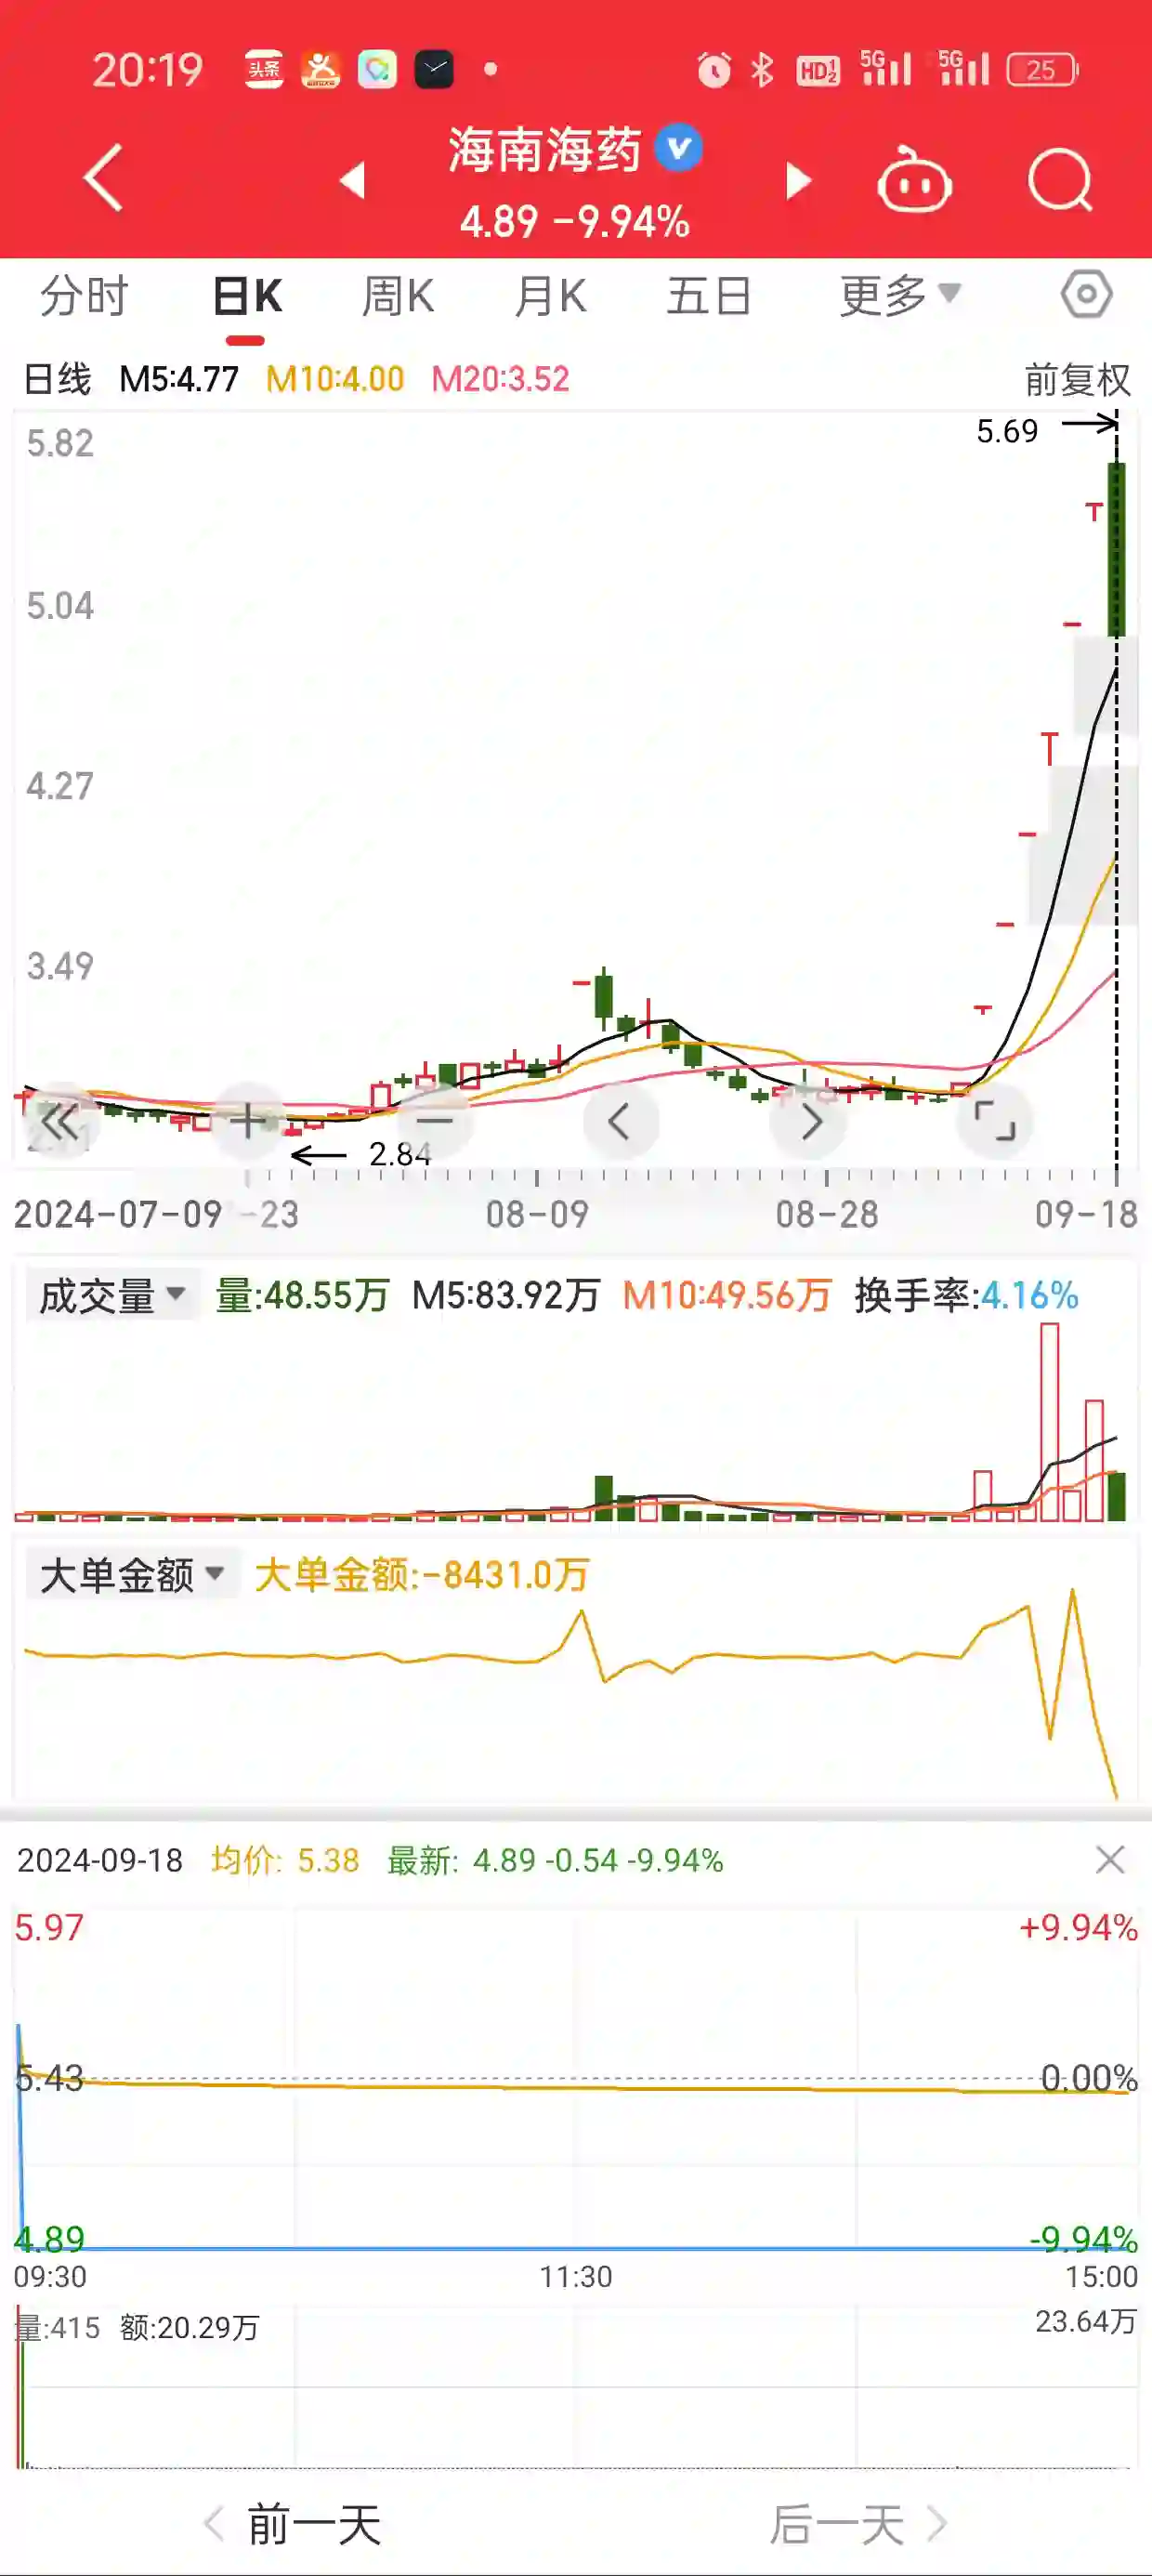 20:19 头条 HD 1 2 5G 5G 25
海南海药
4.89 -9.94%
分时 日K 周K 月K 五日 更多
日线 M5:4.77 M10:4.00 M20:3.52 前复权
5.69
5.82
5.04
4.27
3.49
2.84
2024-07-09 -23 08-09 08-28 09-18
成交量 量:48.55万 M5:83.92万 M10:49.56万 换手率:4.16%
大单金额 大单金额:-8431.0万
2024-09-18 均价: 5.38 最新: 4.89 -0.54 -9.94%
5.97 +9.94%
5.43 0.00%
4.89 -9.94%
09:30 11:30 15:00
量:415 额:20.29万 23.64万
前一天 后一天